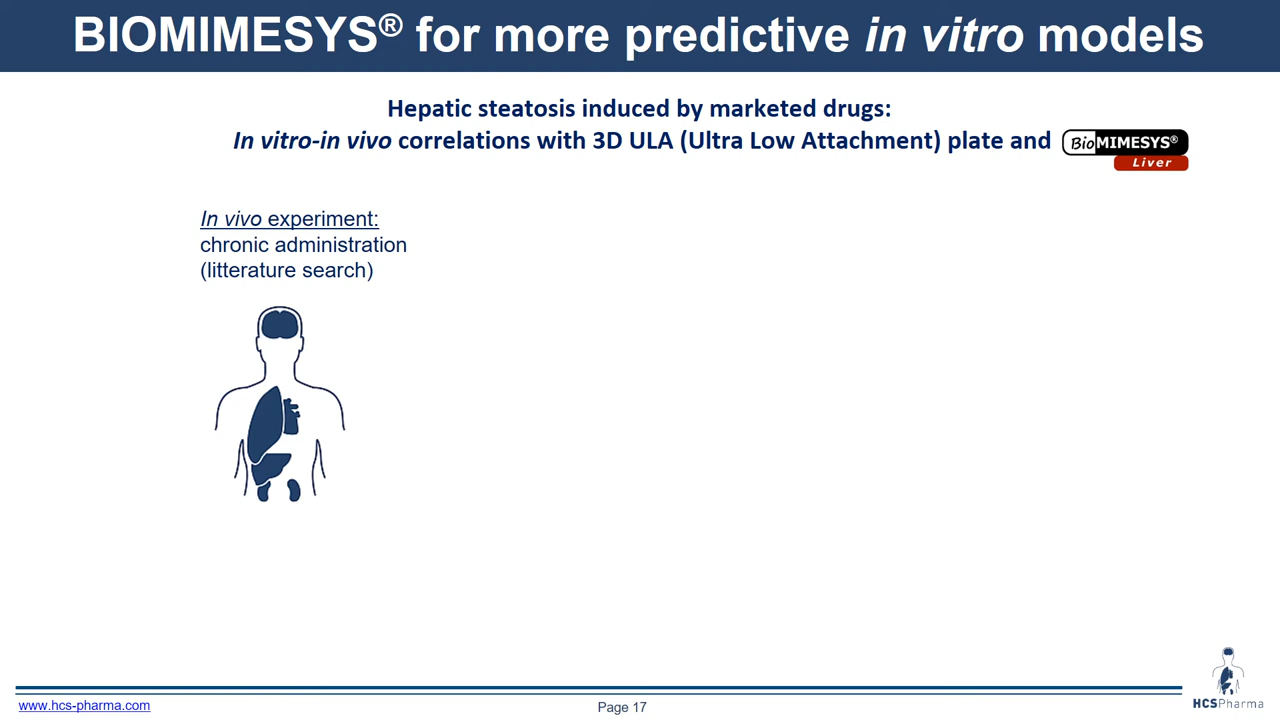 BIOMIMESYS® for more predictive in vitro models
Hepatic steatosis induced by marketed drugs:
In vitro-in vivo correlations with 3D ULA (Ultra Low Attachment) plate and BioMIMESYS®
Liver
In vivo experiment:
chronic administration
(litterature search)
www.hcs-pharma.com
Page 17
HCSPharma